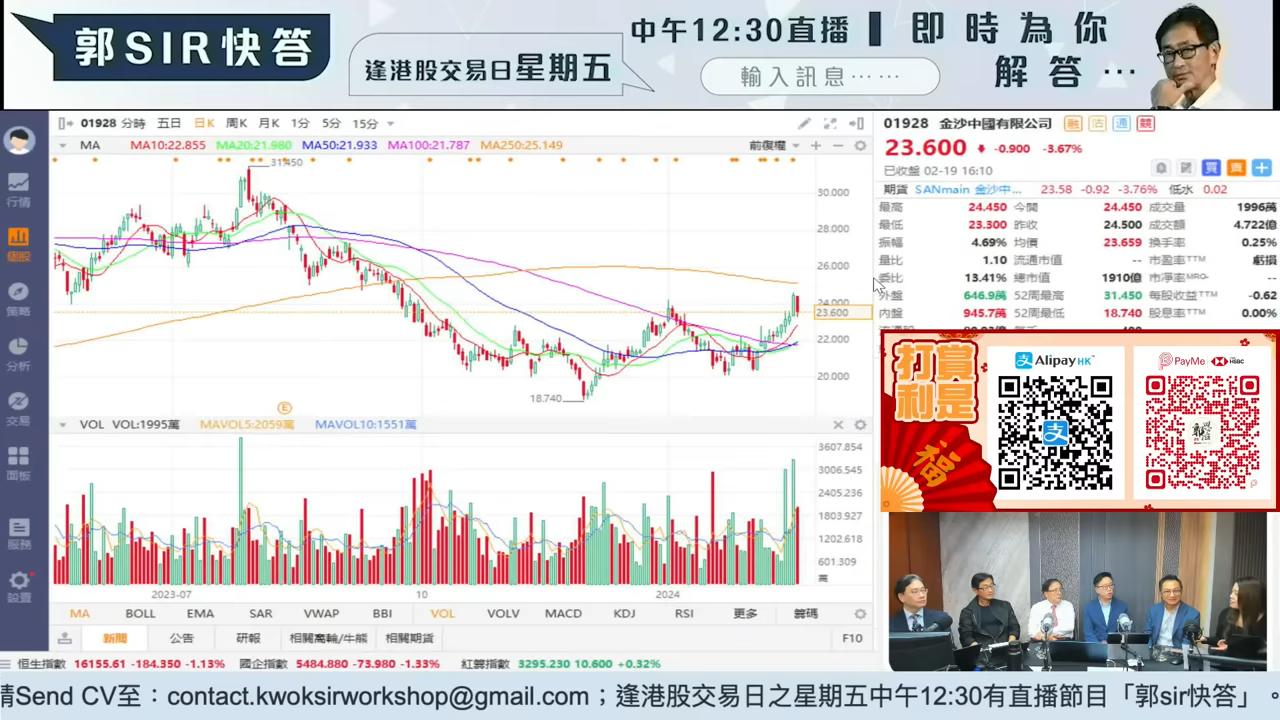 郭SIR快答
逢港股交易日星期五
中午12:30直播
即時為你
解答…
輸入訊息……
01928 分時 五日 日K 周K 月K 1分 5分 15分
MA MA10:22.855 MA20:21.980 MA50:21.933 MA100:21.787 MA250:25.149 前復權
31.450
30.000
28.000
26.000
24.000
23.600
22.000
20.000
18.740
E
VOL VOL:1995萬 MAVOL5:2059萬 MAVOL10:1551萬
3607.854
3006.545
2405.236
1803.927
1202.618
601.309
萬
2023-07 10 2024
MA BOLL EMA SAR VWAP BBI VOL VOLV MACD KDJ RSI 更多 籌碼
新聞 公告 研報 相關窩輪/牛熊 相關期貨 F10
行情
個股
策略
分析
交易
面板
服務
設置
01928 金沙中國有限公司 融 沽 通 競
23.600 -0.900 -3.67%
已收盤 02-19 16:10 買 賣
期貨 SANmain 金沙中... 23.58 -0.92 -3.76% 低水 0.02
最高 24.450 今開 24.450 成交量 1996萬
最低 23.300 昨收 24.500 成交額 4.722億
振幅 4.69% 均價 23.659 換手率 0.25%
量比 1.10 流通市值 -- 市盈率TTM 虧損
委比 13.41% 總市值 1910億 市淨率MRQ --
外盤 646.9萬 52周最高 31.450 每股收益TTM -0.62
內盤 945.7萬 52周最低 18.740 股息率TTM 0.00%
打賞
利是
福
支 AlipayHK
PayMe HSBC
恒生指數 16155.61 -184.350 -1.13% 國企指數 5484.880 -73.980 -1.33% 紅籌指數 3295.230 10.600 +0.32%
請Send CV至：contact.kwoksirworkshop@gmail.com；逢港股交易日之星期五中午12:30有直播節目「郭sir快答」。